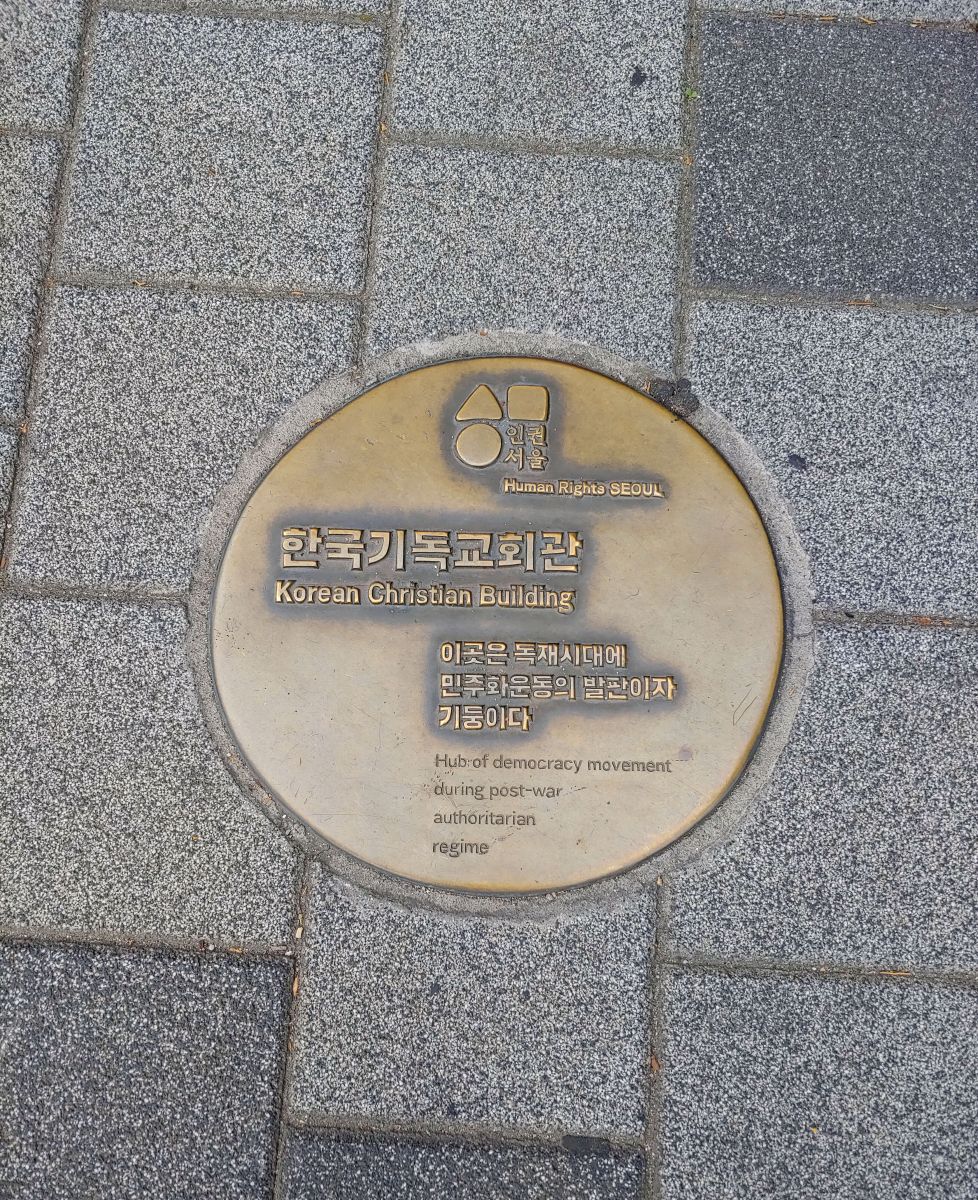 인권
서울
Human Rights SEOUL
한국기독교회관
Korean Christian Building
이곳은 독재시대에
민주화운동의 발판이자
기둥이다
Hub of democracy movement
during post-war
authoritarian
regime